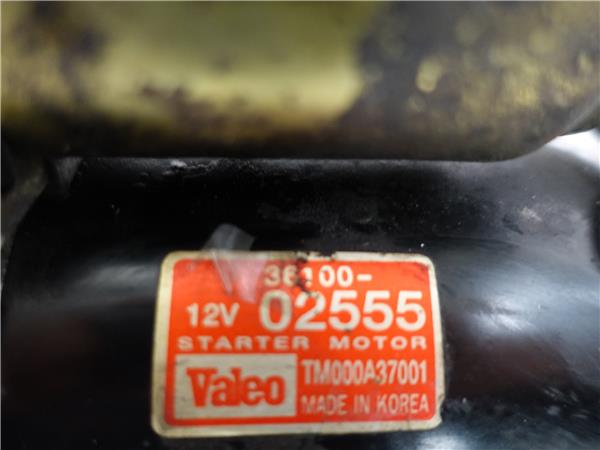 36100-
12V 02555
STARTER MOTOR
Valeo TM000A37001
MADE IN KOREA